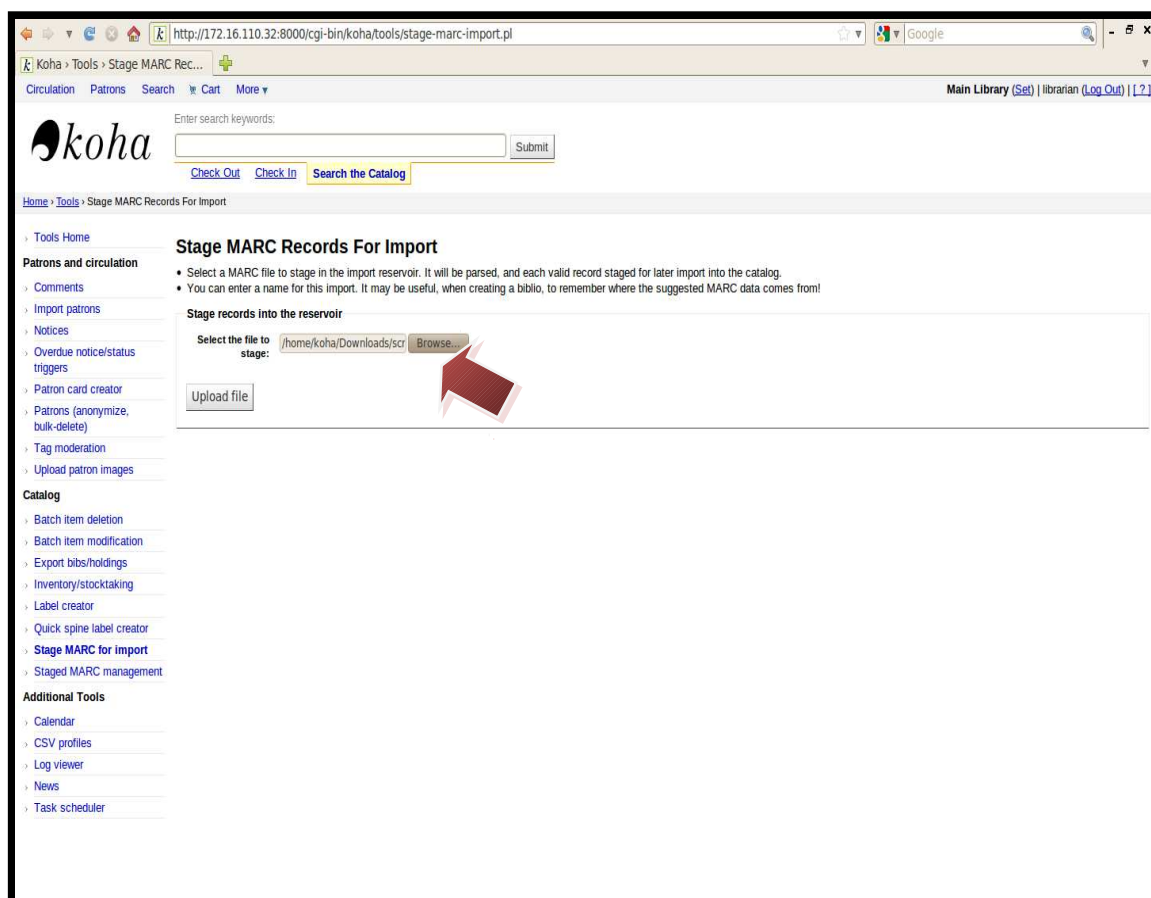 http://172.16.110.32:8000/cgi-bin/koha/tools/stage-marc-import.pl
Google
Koha › Tools › Stage MARC Rec...
Circulation Patrons Search Cart More ▾
Main Library (Set) | librarian (Log Out) | [ ? ]
koha
Enter search keywords:
Submit
Check Out Check In Search the Catalog
Home › Tools › Stage MARC Records For Import
› Tools Home
Patrons and circulation
› Comments
› Import patrons
› Notices
› Overdue notice/status
triggers
› Patron card creator
› Patrons (anonymize,
bulk-delete)
› Tag moderation
› Upload patron images
Catalog
› Batch item deletion
› Batch item modification
› Export bibs/holdings
› Inventory/stocktaking
› Label creator
› Quick spine label creator
› Stage MARC for import
› Staged MARC management
Additional Tools
› Calendar
› CSV profiles
› Log viewer
› News
› Task scheduler
Stage MARC Records For Import
• Select a MARC file to stage in the import reservoir. It will be parsed, and each valid record staged for later import into the catalog.
• You can enter a name for this import. It may be useful, when creating a biblio, to remember where the suggested MARC data comes from!
Stage records into the reservoir
Select the file to
stage:
/home/koha/Downloads/scr Browse...
Upload file